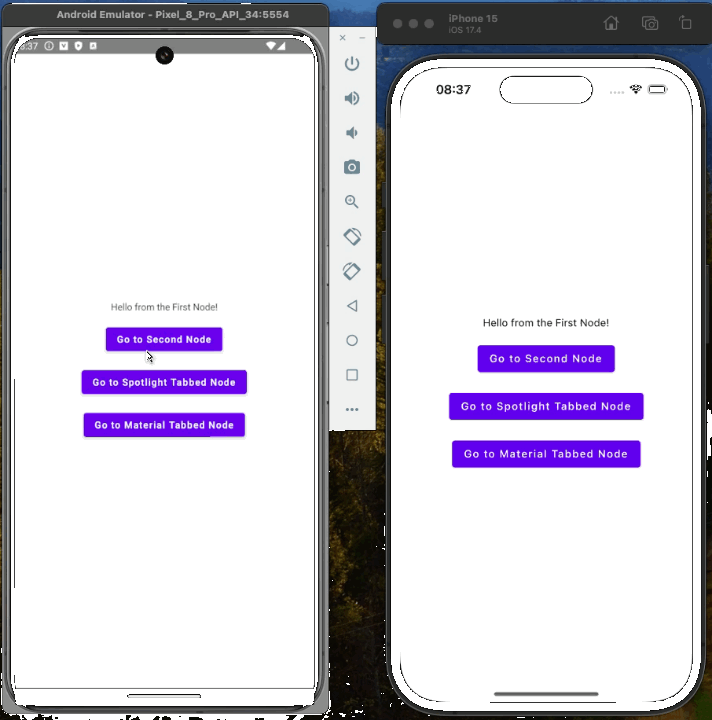 Android Emulator - Pixel_8_Pro_API_34:5554
:37
Hello from the First Node!
Go to Second Node
Go to Spotlight Tabbed Node
Go to Material Tabbed Node
iPhone 15
iOS 17.4
08:37
Hello from the First Node!
Go to Second Node
Go to Spotlight Tabbed Node
Go to Material Tabbed Node